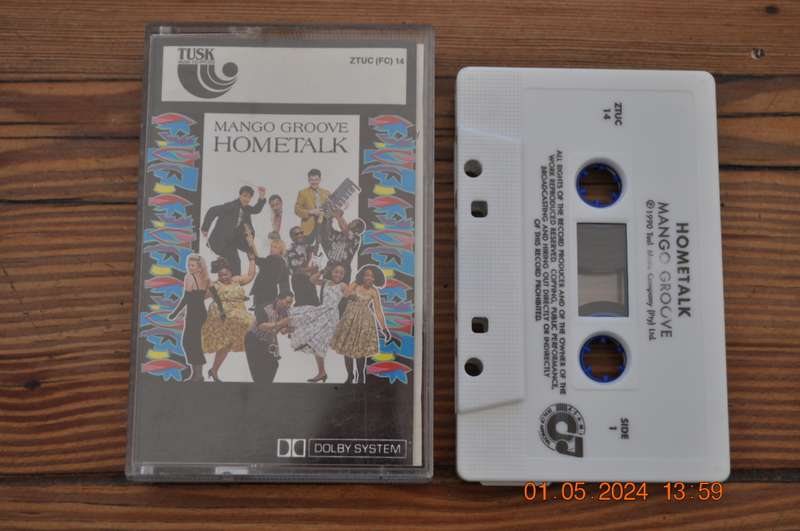 TUSK
ZTUC (FC) 14
MANGO GROOVE
HOMETALK
DOLBY SYSTEM
HOMETALK
MANGO GROOVE
℗ 1990 Tusk Music Company (Pty) Ltd.
ZTUC
14
ALL RIGHTS OF THE RECORD PRODUCER AND OF THE OWNER OF THE
WORK REPRODUCED RESERVED. COPYING, PUBLIC PERFORMANCE,
BROADCASTING AND HIRING OUT DIRECTLY OR INDIRECTLY
OF THIS RECORD PROHIBITED.
SIDE
1
01.05.2024 13:59